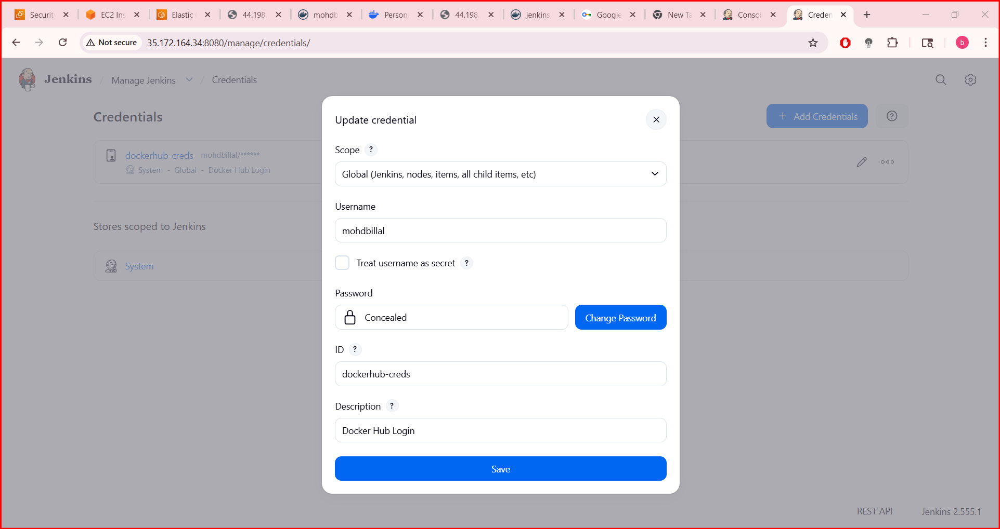 Security
EC2 Ins
Elastic
44.198.
mohdb
Persona
44.198.
jenkins
Google
New Ta
Consol
Creden
Not secure
35.172.164.34:8080/manage/credentials/
b
Jenkins / Manage Jenkins / Credentials
Credentials
+ Add Credentials
?
dockerhub-creds mohdbillal/******
System - Global - Docker Hub Login
Stores scoped to Jenkins
System
Update credential
Scope ?
Global (Jenkins, nodes, items, all child items, etc)
Username
mohdbillal
Treat username as secret ?
Password
Concealed
Change Password
ID ?
dockerhub-creds
Description ?
Docker Hub Login
Save
REST API
Jenkins 2.555.1